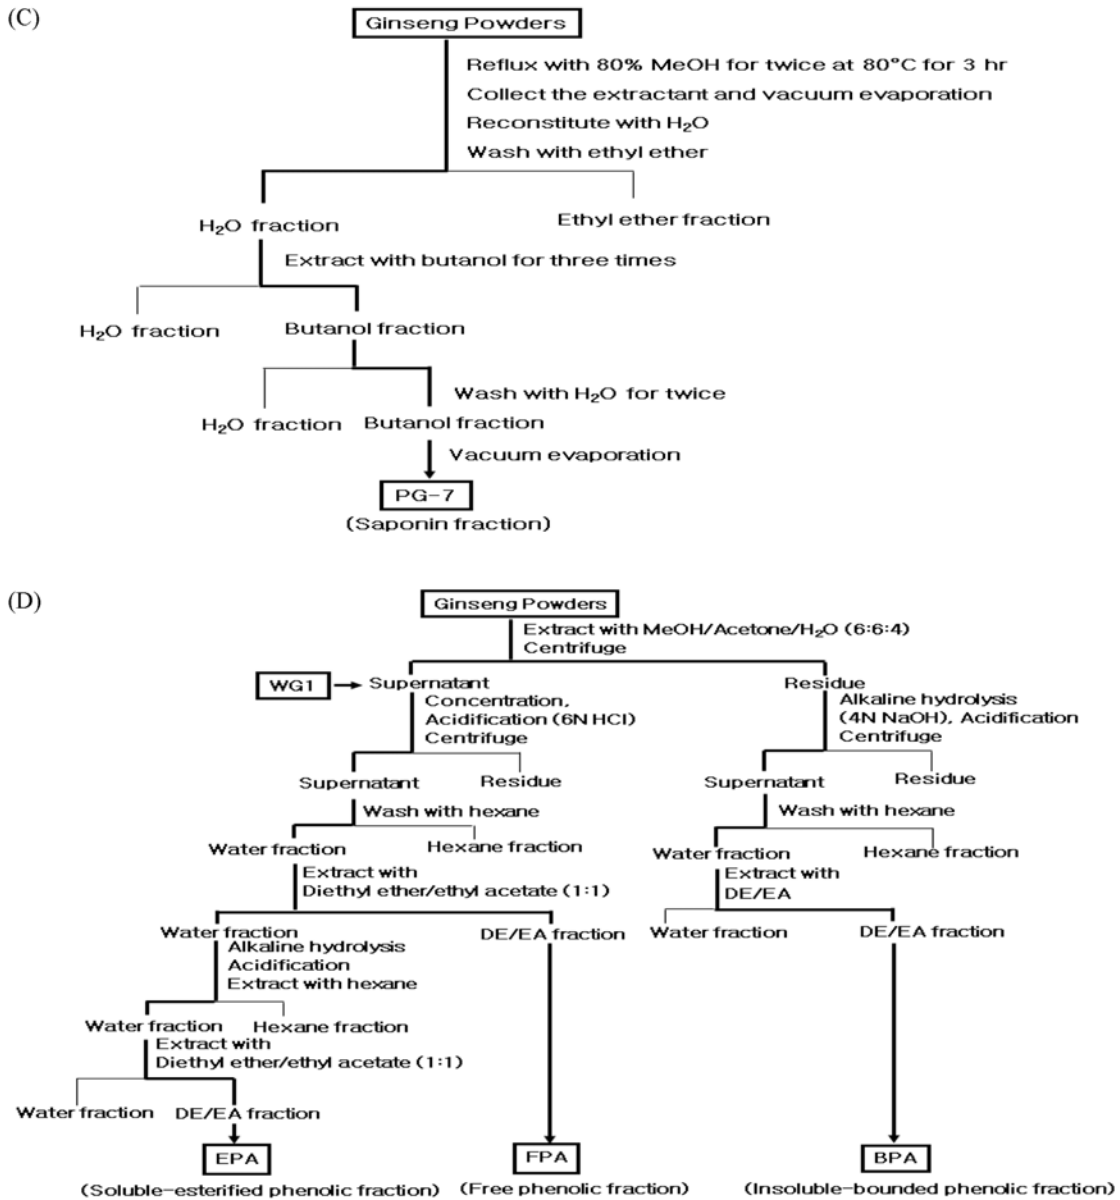 (C)
Ginseng Powders
Reflux with 80% MeOH for twice at 80°C for 3 hr
Collect the extractant and vacuum evaporation
Reconstitute with H₂O
Wash with ethyl ether
H₂O fraction
Ethyl ether fraction
Extract with butanol for three times
H₂O fraction
Butanol fraction
Wash with H₂O for twice
H₂O fraction
Butanol fraction
Vacuum evaporation
PG-7
(Saponin fraction)
(D)
Ginseng Powders
Extract with MeOH/Acetone/H₂O (6:6:4)
Centrifuge
WG1
Supernatant
Residue
Concentration,
Acidification (6N HCl)
Centrifuge
Alkaline hydrolysis
(4N NaOH), Acidification
Centrifuge
Supernatant
Residue
Supernatant
Residue
Wash with hexane
Wash with hexane
Water fraction
Hexane fraction
Water fraction
Hexane fraction
Extract with
Diethyl ether/ethyl acetate (1:1)
Extract with
DE/EA
Water fraction
DE/EA fraction
Water fraction
DE/EA fraction
Alkaline hydrolysis
Acidification
Extract with hexane
Water fraction
Hexane fraction
Extract with
Diethyl ether/ethyl acetate (1:1)
Water fraction
DE/EA fraction
EPA
FPA
BPA
(Soluble-esterified phenolic fraction)
(Free phenolic fraction)
(Insoluble-bounded phenolic fraction)